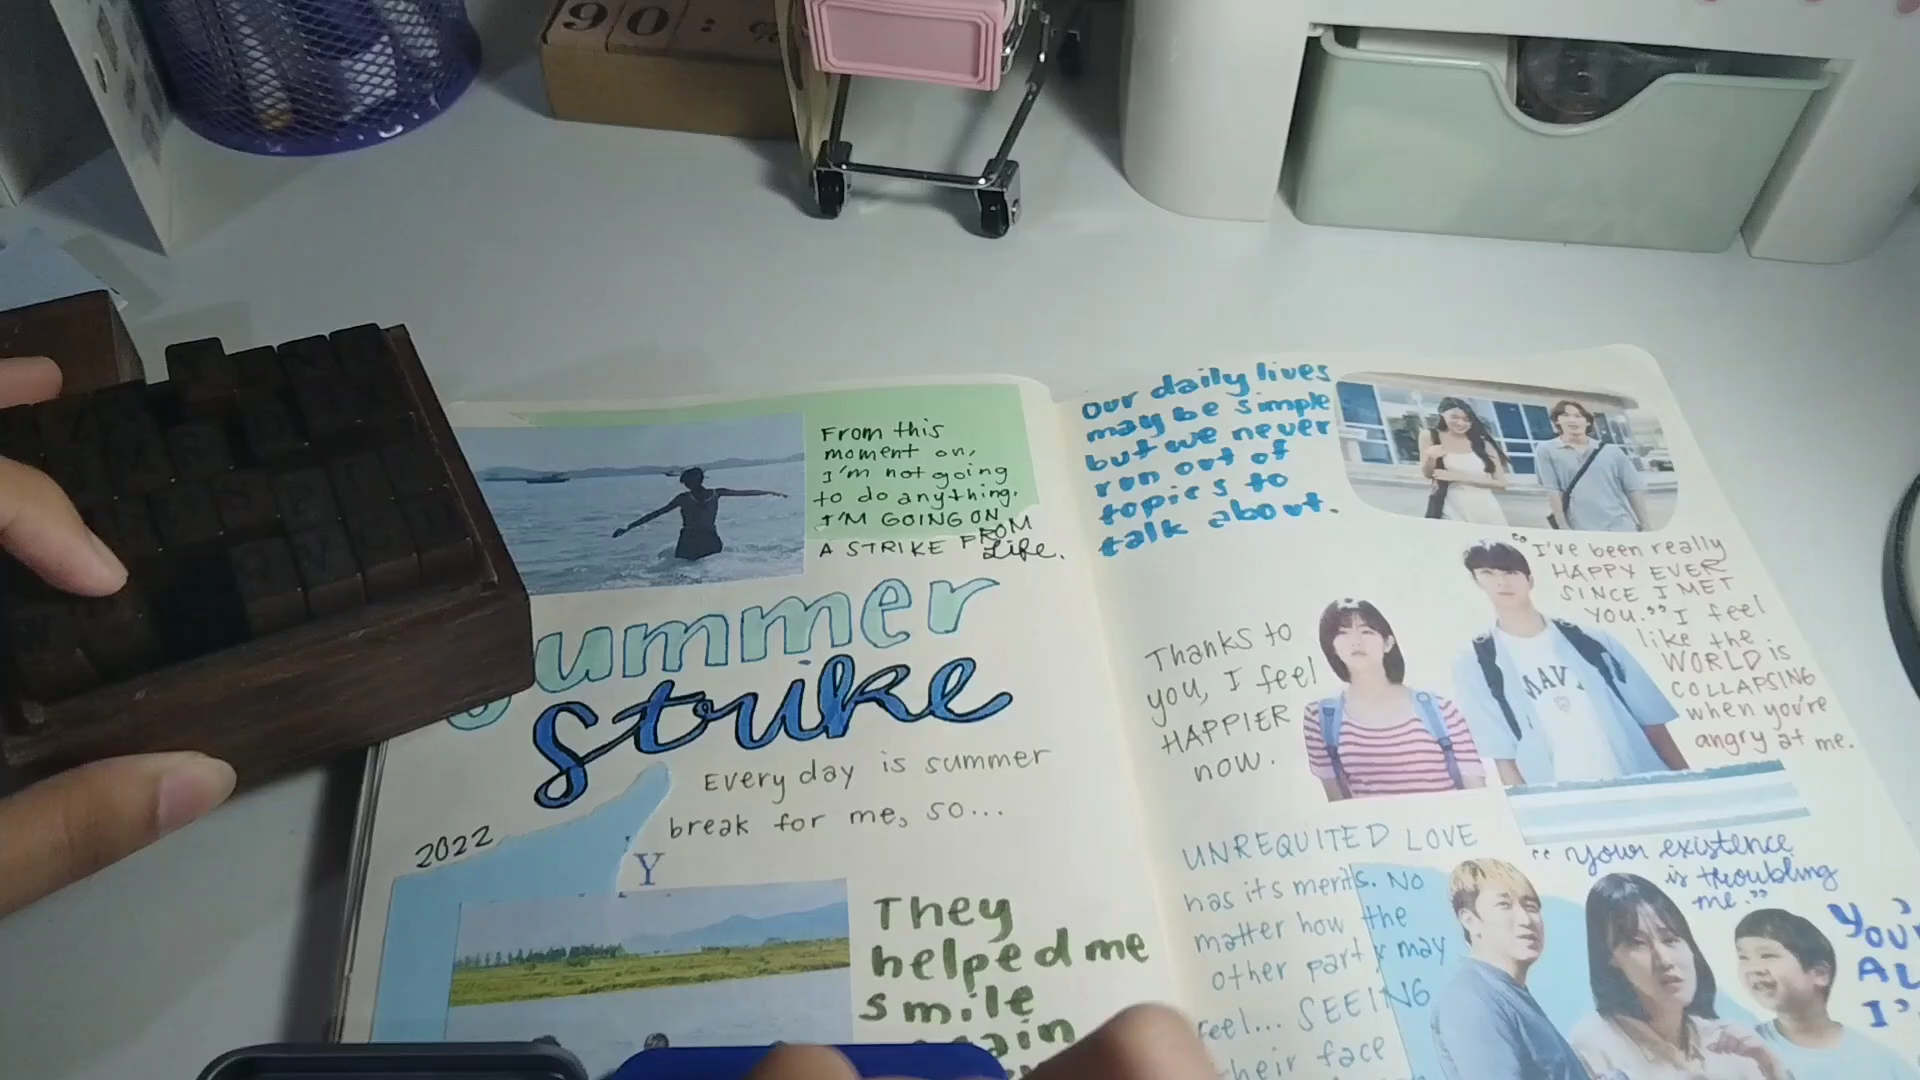 90:%
From this
moment on,
I'm not going
to do anything.
I'M GOING ON
A STRIKE FROM
Life.
summer
strike
Every day is summer
break for me, so...
2022
Y
They
helped me
smile
Our daily lives
may be simple
but we never
run out of
topics to
talk about.
"I've been really
HAPPY EVER
SINCE I MET
YOU." I feel
like the
WORLD is
COLLAPSING
when you're
angry at me.
Thanks to
you, I feel
HAPPIER
now.
NAV
UNREQUITED LOVE
has its merits. No
matter how the
other party may
feel... SEEING
their face
"Your existence
is troubling
me."